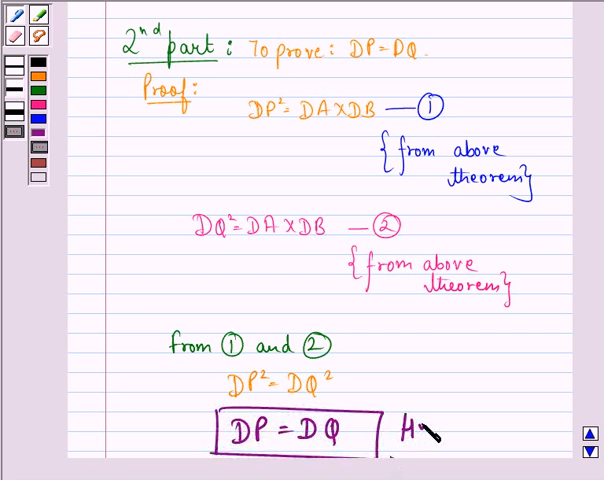 2nd part: To prove: DP = DQ.
Proof:
DP² = DA × DB — ①
{from above
theorem}
DQ² = DA × DB — ②
{from above
theorem}
from ① and ②
DP² = DQ²
DP = DQ